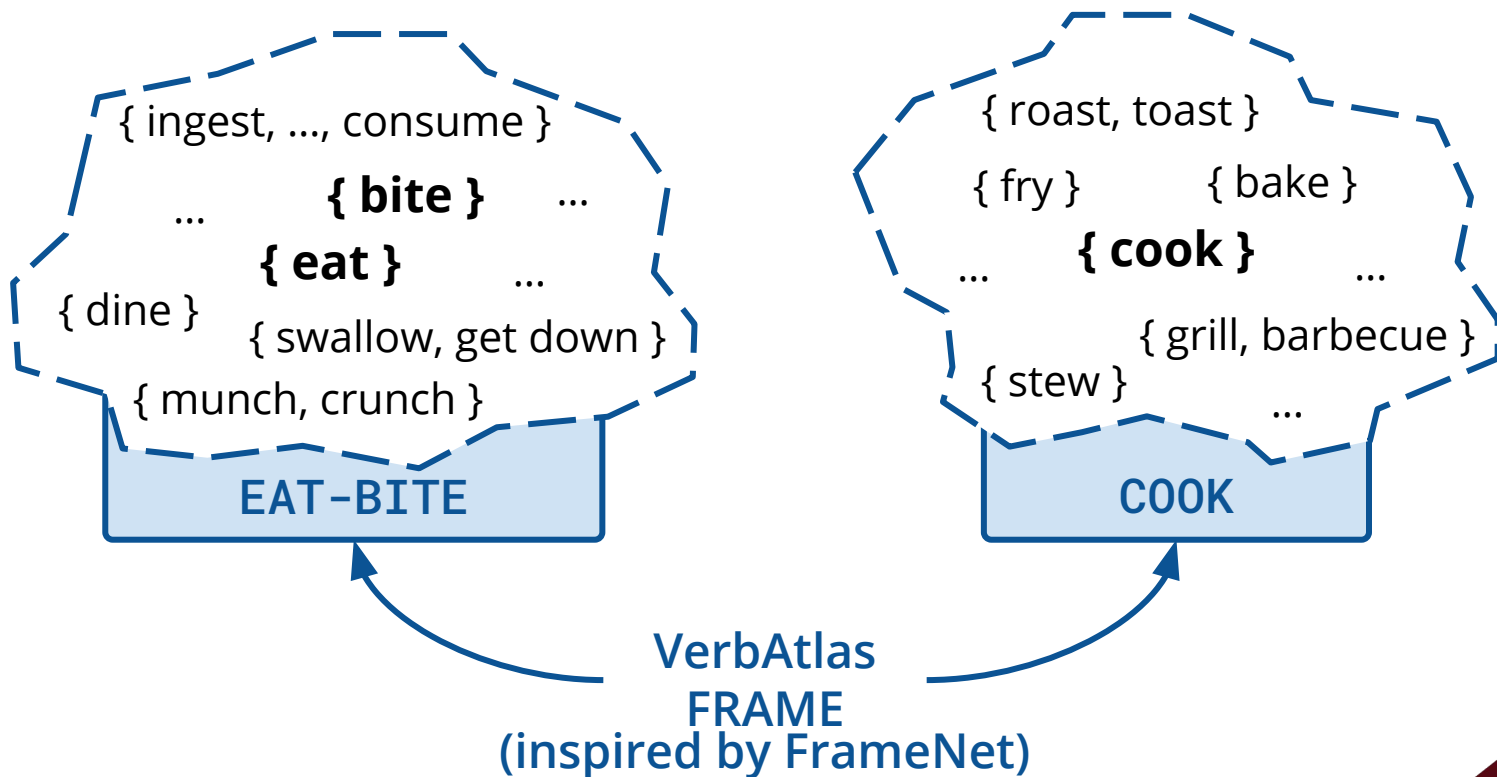 { ingest, ..., consume }
{ bite }
...
...
{ eat }
...
{ dine }
{ swallow, get down }
{ munch, crunch }
EAT-BITE
{ roast, toast }
{ fry }
{ bake }
{ cook }
...
...
{ grill, barbecue }
{ stew }
...
COOK
VerbAtlas
FRAME
(inspired by FrameNet)